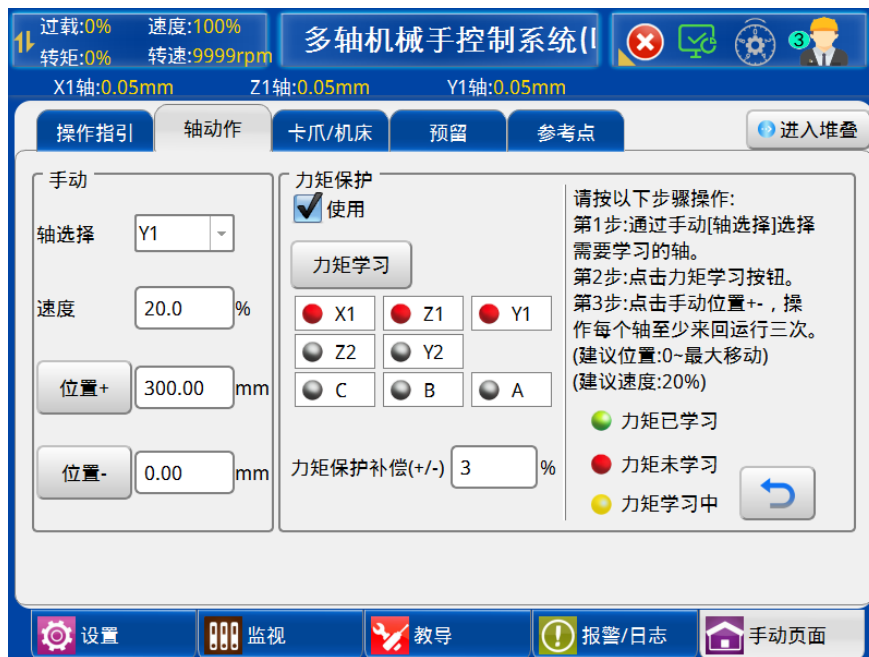 过载:0% 速度:100%
转矩:0% 转速:9999rpm
多轴机械手控制系统(I
3
X1轴:0.05mm Z1轴:0.05mm Y1轴:0.05mm
操作指引 轴动作 卡爪/机床 预留 参考点 进入堆叠
手动
轴选择 Y1
速度 20.0 %
位置+ 300.00 mm
位置- 0.00 mm
力矩保护
使用
力矩学习
X1 Z1 Y1
Z2 Y2
C B A
力矩保护补偿(+/-) 3 %
请按以下步骤操作:
第1步:通过手动[轴选择]选择
需要学习的轴。
第2步:点击力矩学习按钮。
第3步:点击手动位置+-，操
作每个轴至少来回运行三次。
(建议位置:0~最大移动)
(建议速度:20%)
力矩已学习
力矩未学习
力矩学习中
设置 监视 教导 报警/日志 手动页面